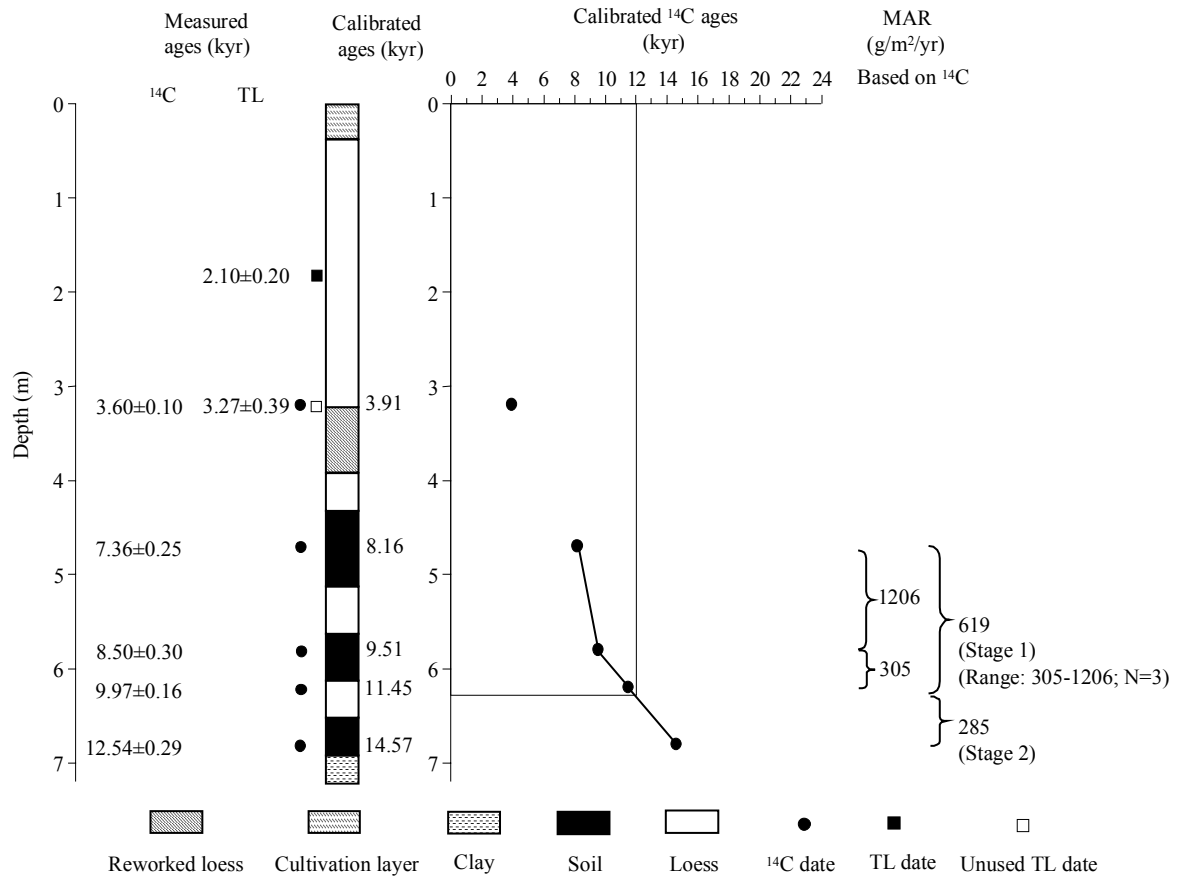 Measured
ages (kyr)
Calibrated
ages (kyr)
Calibrated ¹⁴C ages
(kyr)
MAR
(g/m²/yr)
Based on ¹⁴C
¹⁴C TL
0 2 4 6 8 10 12 14 16 18 20 22 24
Depth (m)
0
1
2
3
4
5
6
7
2.10±0.20
3.60±0.10 3.27±0.39 3.91
7.36±0.25 8.16
8.50±0.30 9.51
9.97±0.16 11.45
12.54±0.29 14.57
0
1
2
3
4
5
6
7
1206
305
619
(Stage 1)
(Range: 305-1206; N=3)
285
(Stage 2)
Reworked loess Cultivation layer Clay Soil Loess ¹⁴C date TL date Unused TL date